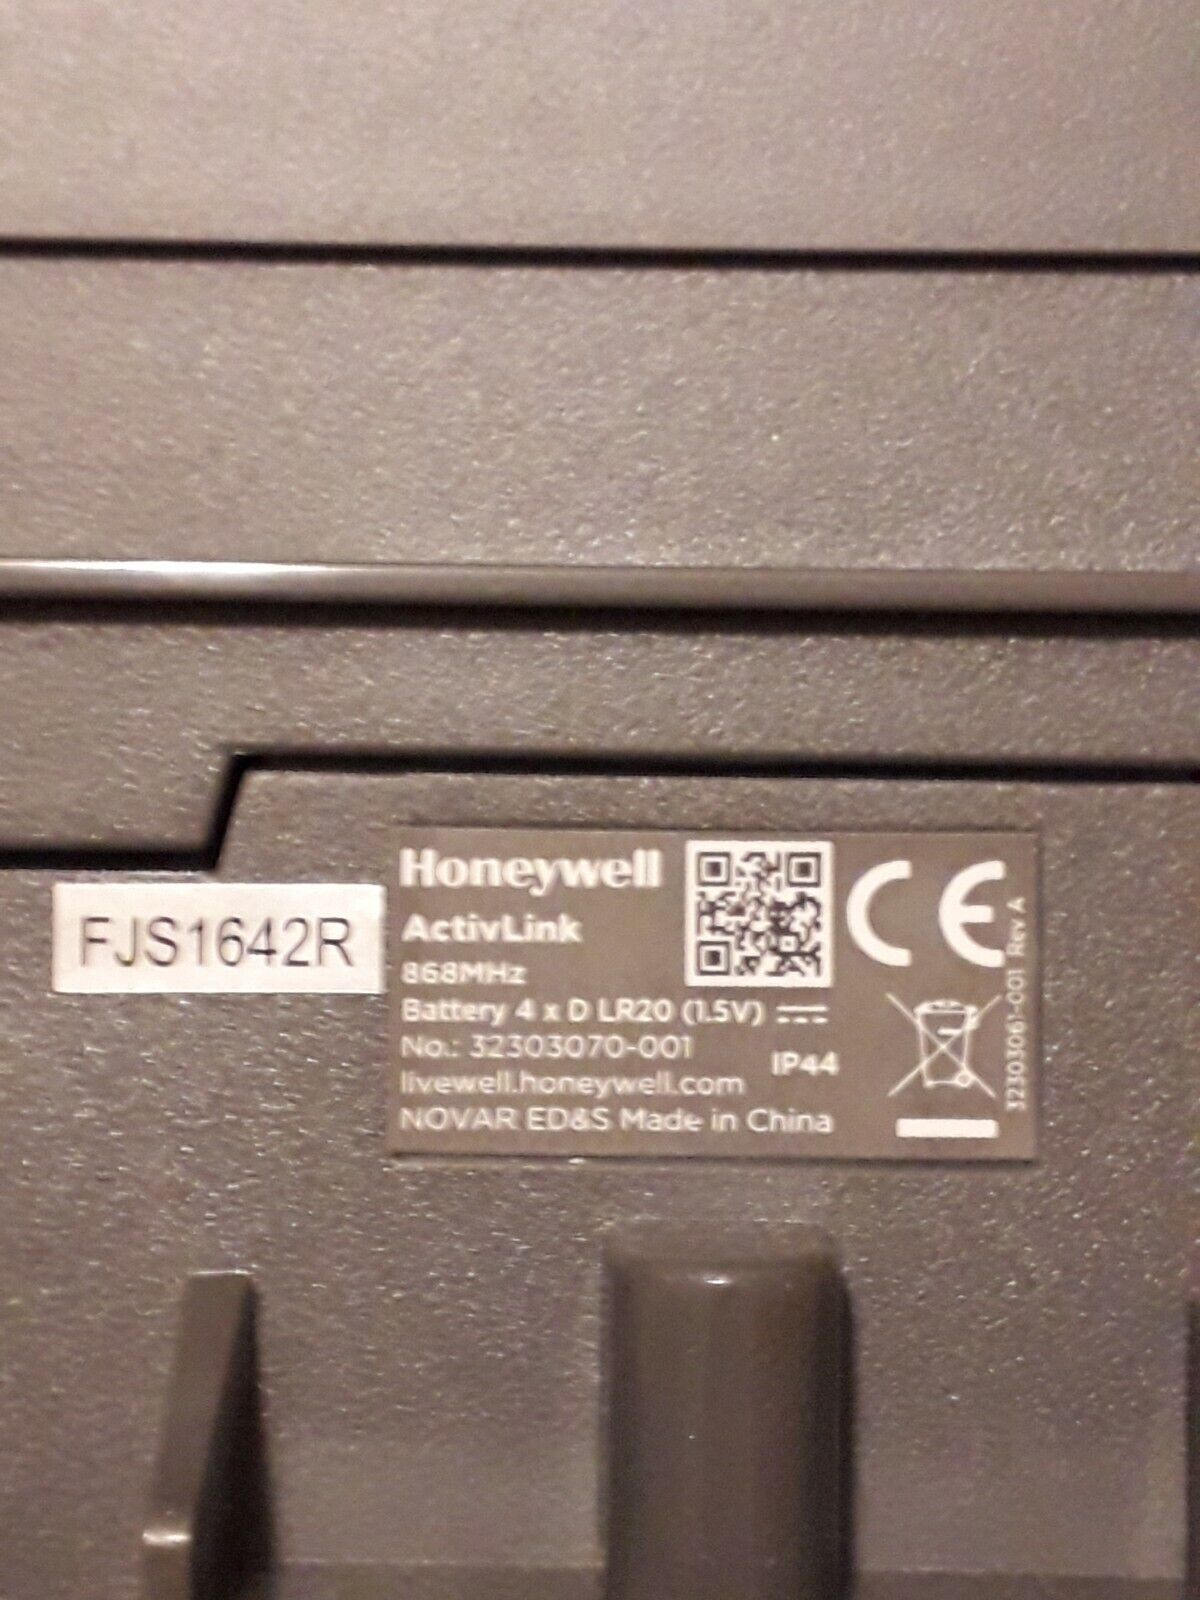 FJS1642R
Honeywell
ActivLink
868MHz
Battery 4 x D LR20 (1.5V)
No.: 32303070-001
IP44
livewell.honeywell.com
NOVAR ED&S Made in China
CE
32303061-001 Rev A